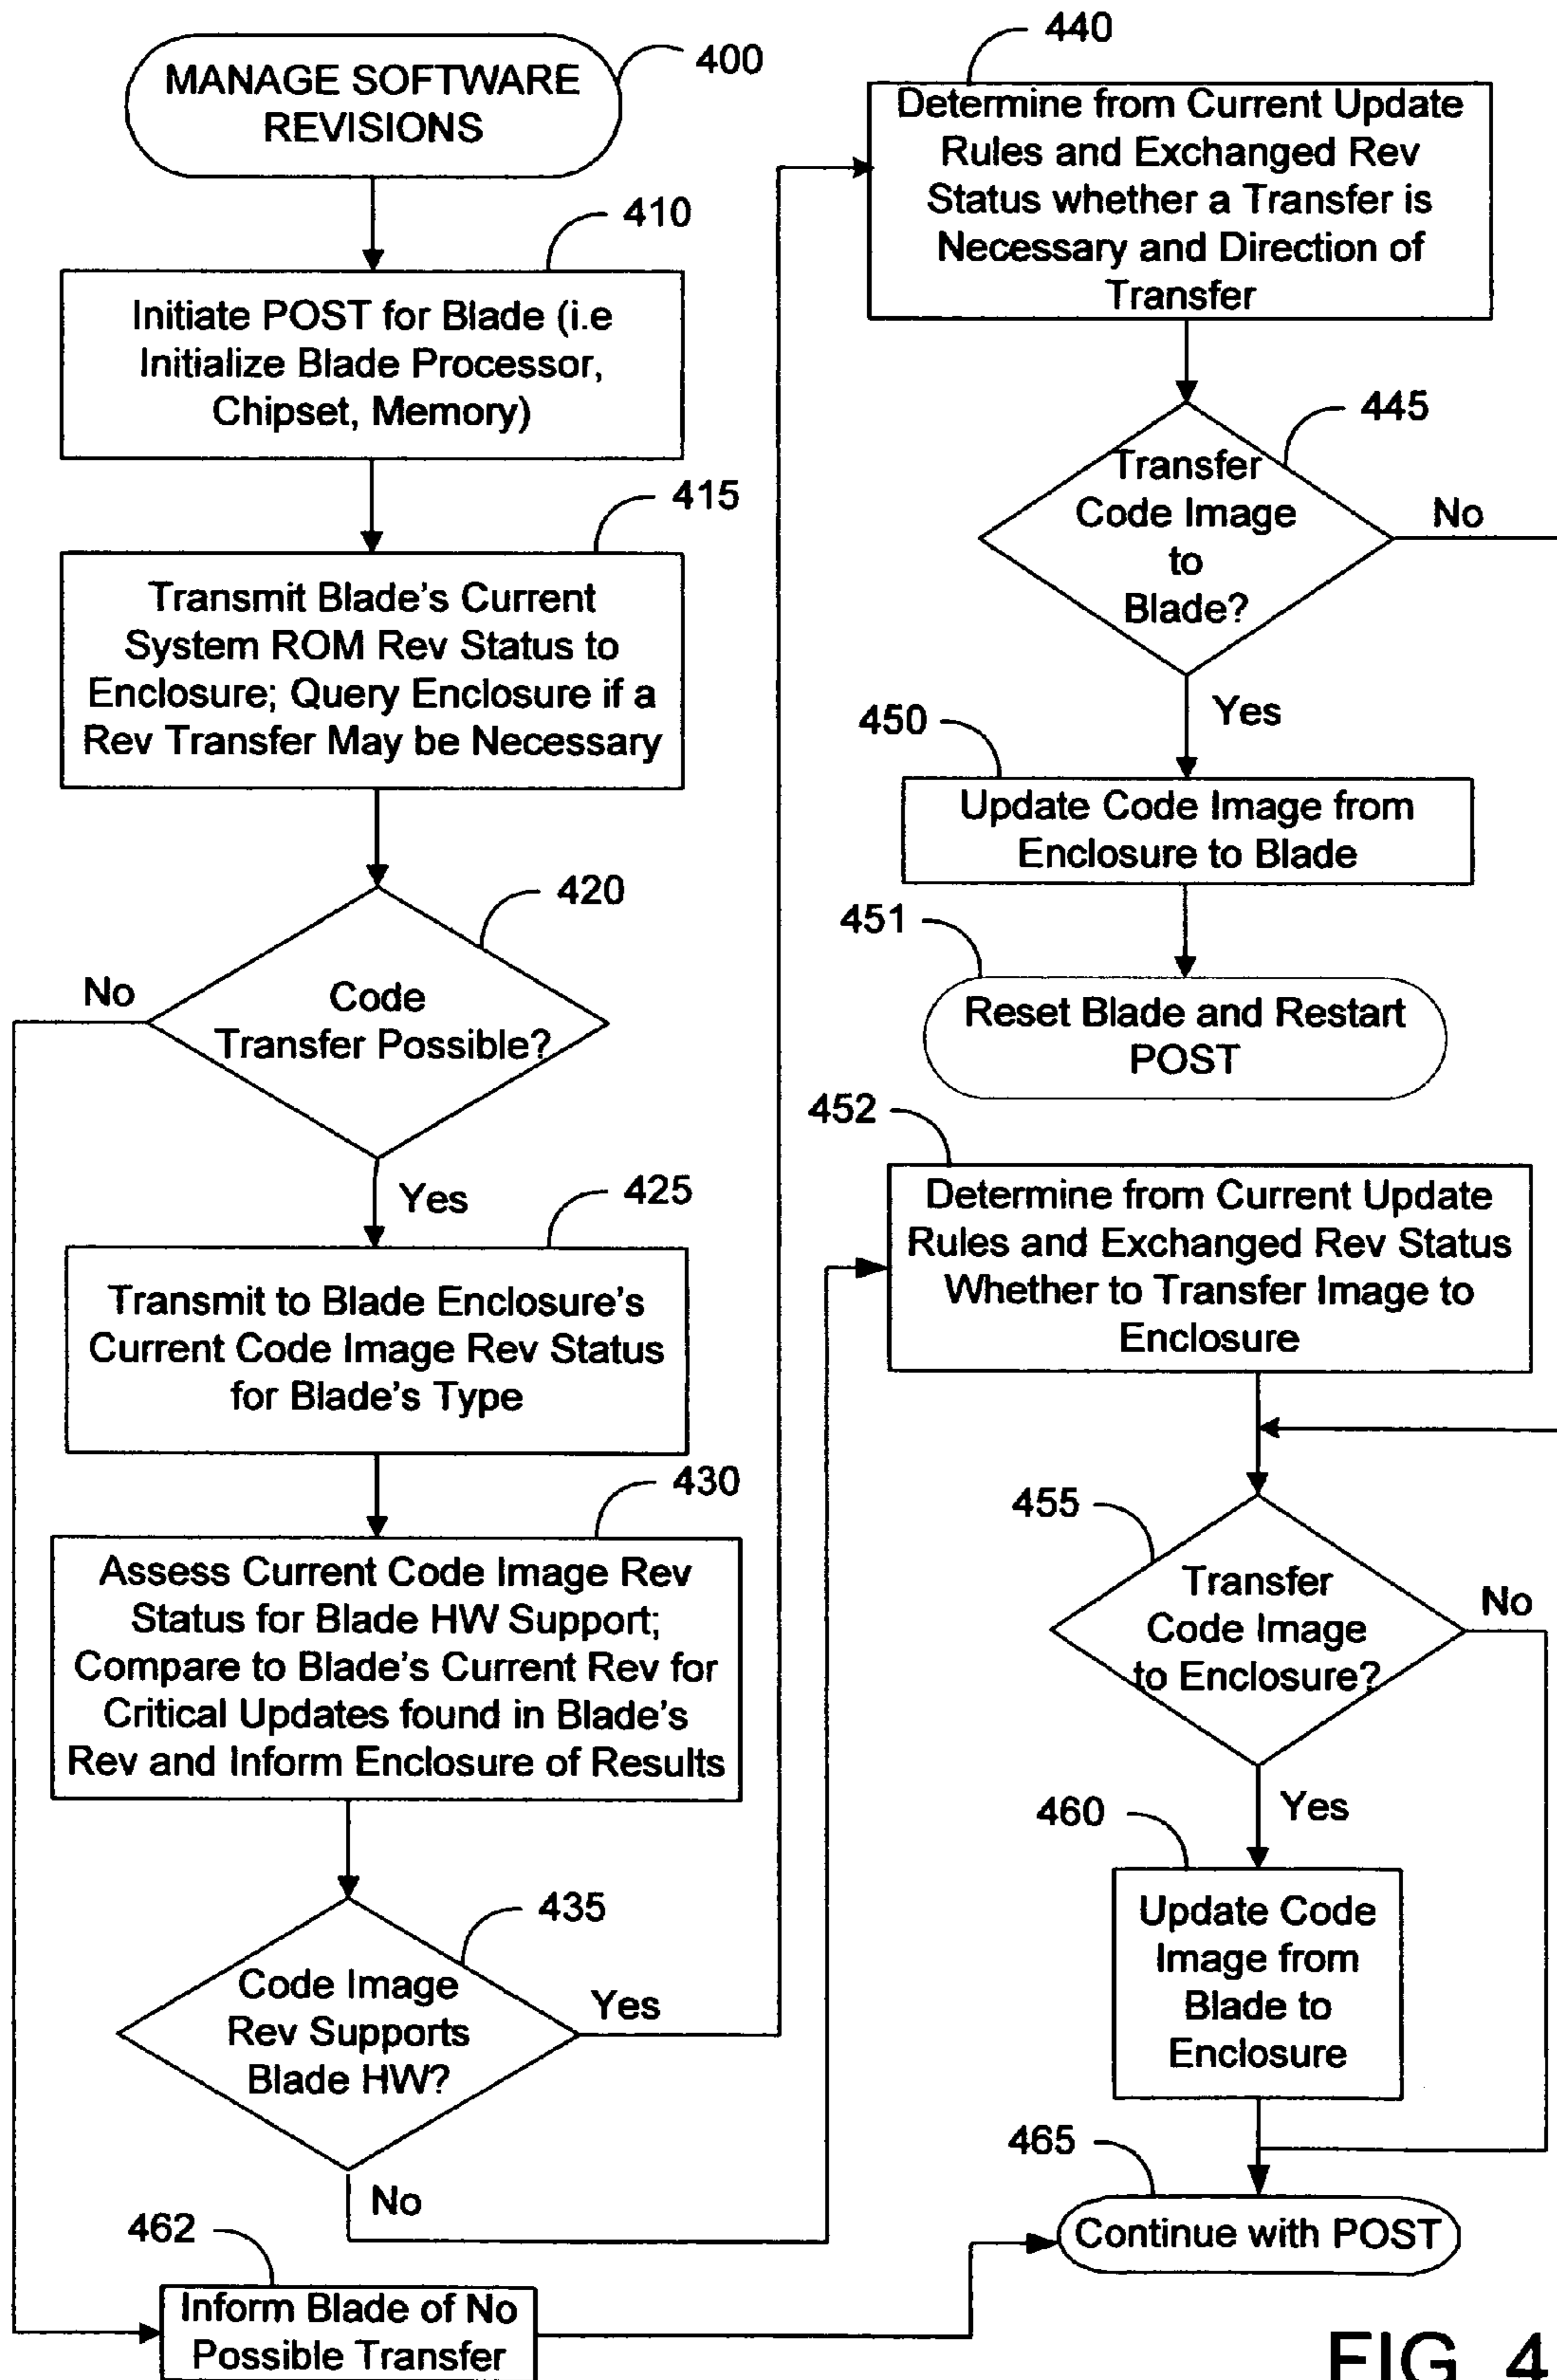 MANAGE SOFTWARE
REVISIONS
400
410
Initiate POST for Blade (i.e
Initialize Blade Processor,
Chipset, Memory)
415
Transmit Blade's Current
System ROM Rev Status to
Enclosure; Query Enclosure if a
Rev Transfer May be Necessary
420
Code
Transfer Possible?
No
Yes
425
Transmit to Blade Enclosure's
Current Code Image Rev Status
for Blade's Type
430
Assess Current Code Image Rev
Status for Blade HW Support;
Compare to Blade's Current Rev for
Critical Updates found in Blade's
Rev and Inform Enclosure of Results
435
Code Image
Rev Supports
Blade HW?
Yes
No
462
Inform Blade of No
Possible Transfer
440
Determine from Current Update
Rules and Exchanged Rev
Status whether a Transfer is
Necessary and Direction of
Transfer
445
Transfer
Code Image
to
Blade?
No
Yes
450
Update Code Image from
Enclosure to Blade
451
Reset Blade and Restart
POST
452
Determine from Current Update
Rules and Exchanged Rev Status
Whether to Transfer Image to
Enclosure
455
Transfer
Code Image
to Enclosure?
No
Yes
460
Update Code
Image from
Blade to
Enclosure
465
Continue with POST
FIG. 4